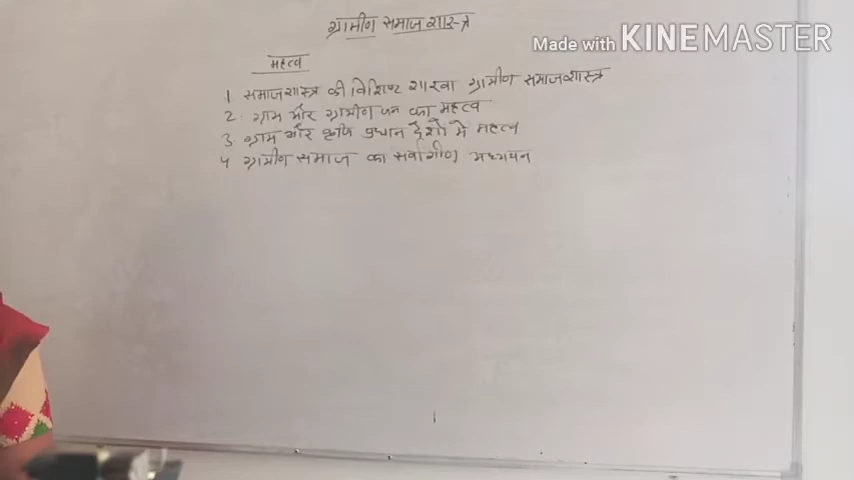 ग्रामीण समाज शास्त्र
Made with KINEMASTER
महत्व
1 समाजशास्त्र की विशिष्ट शाखा ग्रामीण समाजशास्त्र
2. ग्राम और ग्रामीण जन का महत्व
3 ग्राम और कृषि प्रधान देशों में महत्व
4 ग्रामीण समाज का सर्वांगीण अध्ययन